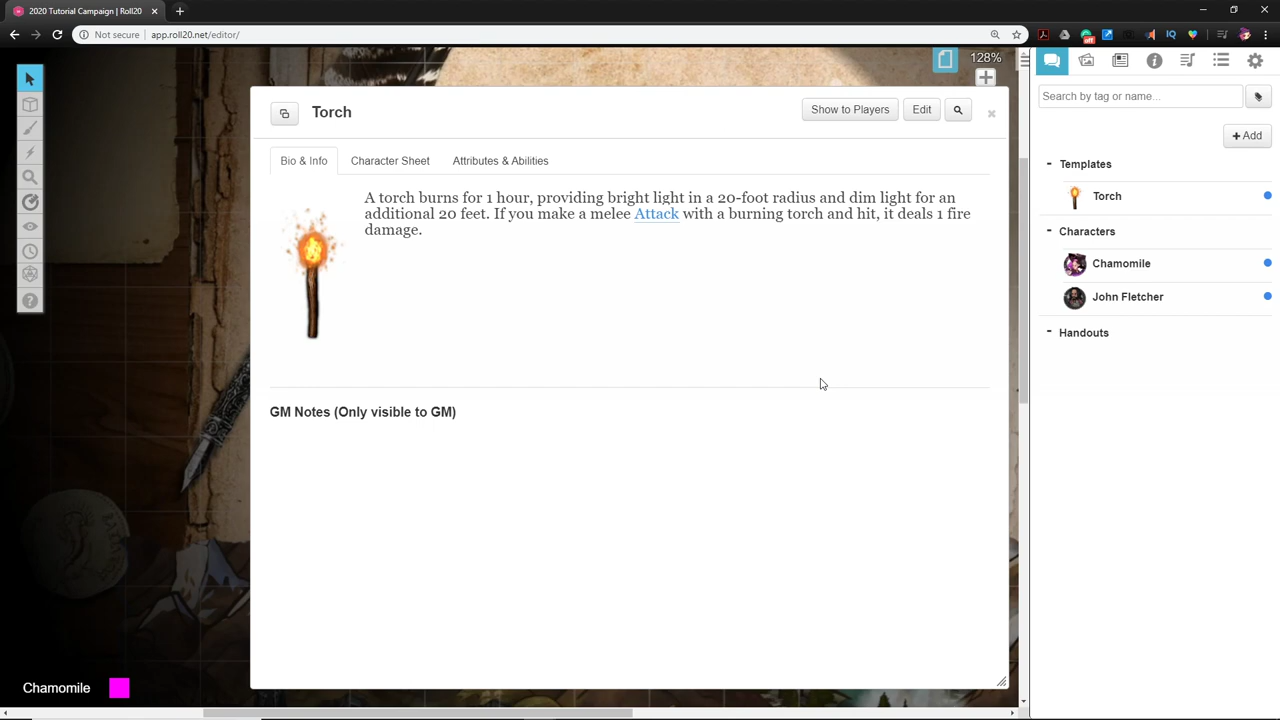 2020 Tutorial Campaign | Roll20
Not secure | app.roll20.net/editor/
128%
Torch
Show to Players
Edit
Bio & Info
Character Sheet
Attributes & Abilities
A torch burns for 1 hour, providing bright light in a 20-foot radius and dim light for an
additional 20 feet. If you make a melee Attack with a burning torch and hit, it deals 1 fire
damage.
GM Notes (Only visible to GM)
Search by tag or name...
+ Add
Templates
Torch
Characters
Chamomile
John Fletcher
Handouts
Chamomile